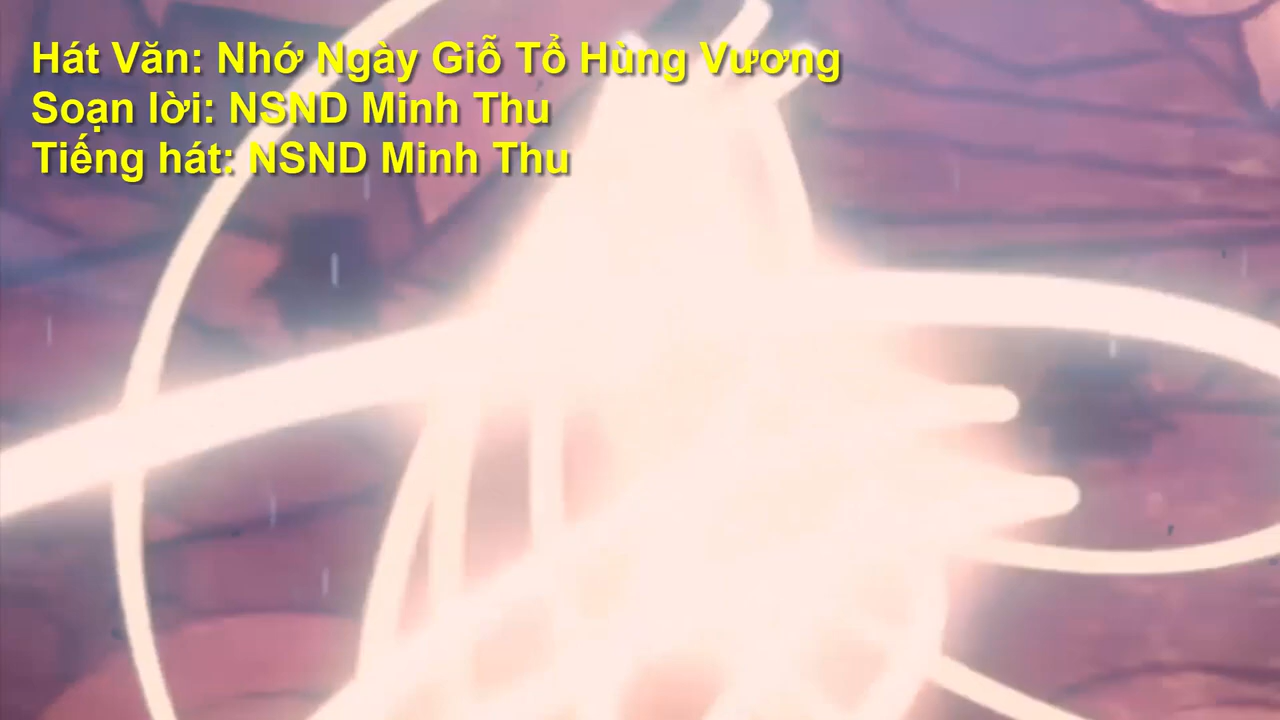 Hát Văn: Nhớ Ngày Giỗ Tổ Hùng Vương
Soạn lời: NSND Minh Thu
Tiếng hát: NSND Minh Thu